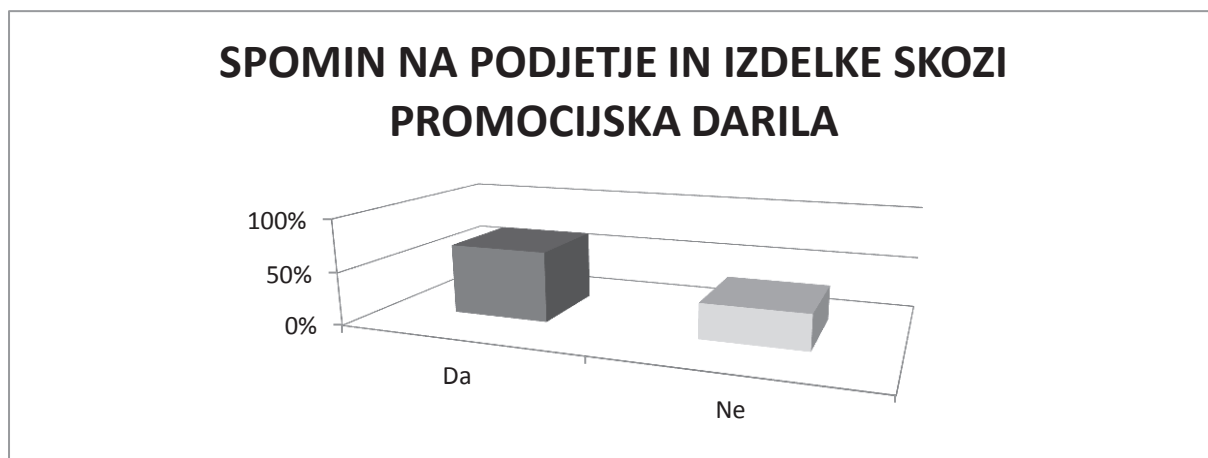 SPOMIN NA PODJETJE IN IZDELKE SKOZI
PROMOCIJSKA DARILA
100%
50%
0%
Da
Ne